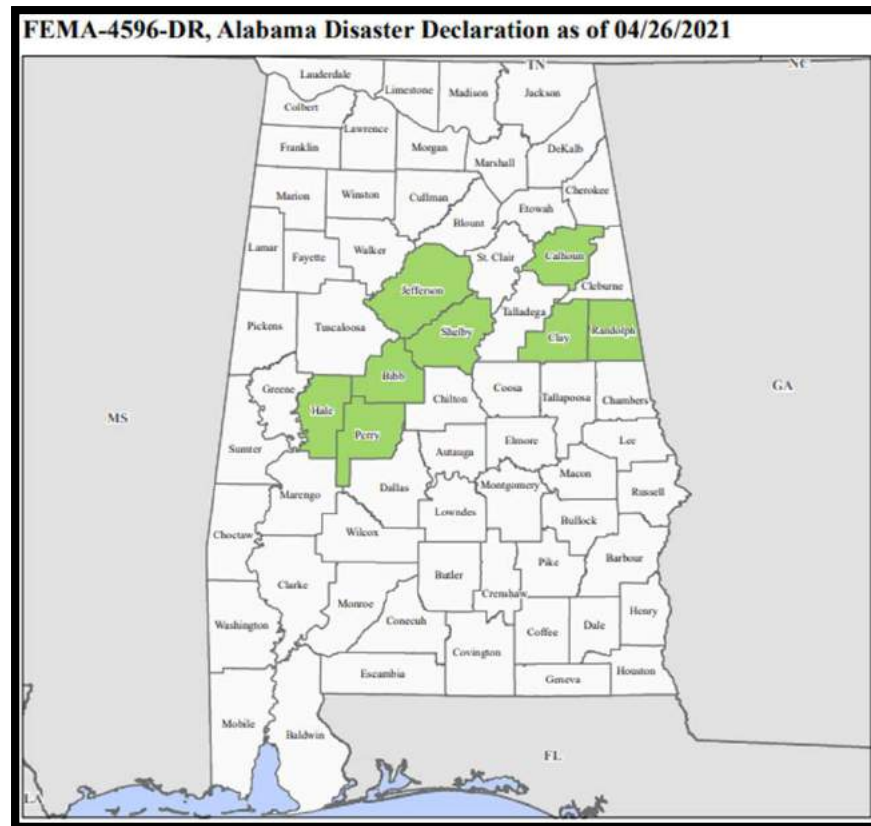 FEMA-4596-DR, Alabama Disaster Declaration as of 04/26/2021
TN
NC
Lauderdale
Limestone
Madison
Jackson
Colbert
Lawrence
Franklin
Morgan
Marshall
DeKalb
Marion
Winston
Cullman
Cherokee
Etowah
Blount
Lamar
Fayette
Walker
St. Clair
Calhoun
Cleburne
Jefferson
Talladega
Pickens
Tuscaloosa
Shelby
Clay
Randolph
Bibb
Greene
Hale
Chilton
Coosa
Tallapoosa
Chambers
GA
MS
Perry
Sumter
Autauga
Elmore
Lee
Marengo
Dallas
Montgomery
Macon
Russell
Lowndes
Bullock
Choctaw
Wilcox
Barbour
Clarke
Butler
Pike
Crenshaw
Monroe
Henry
Washington
Conecuh
Coffee
Dale
Covington
Escambia
Geneva
Houston
Mobile
Baldwin
FL
LA